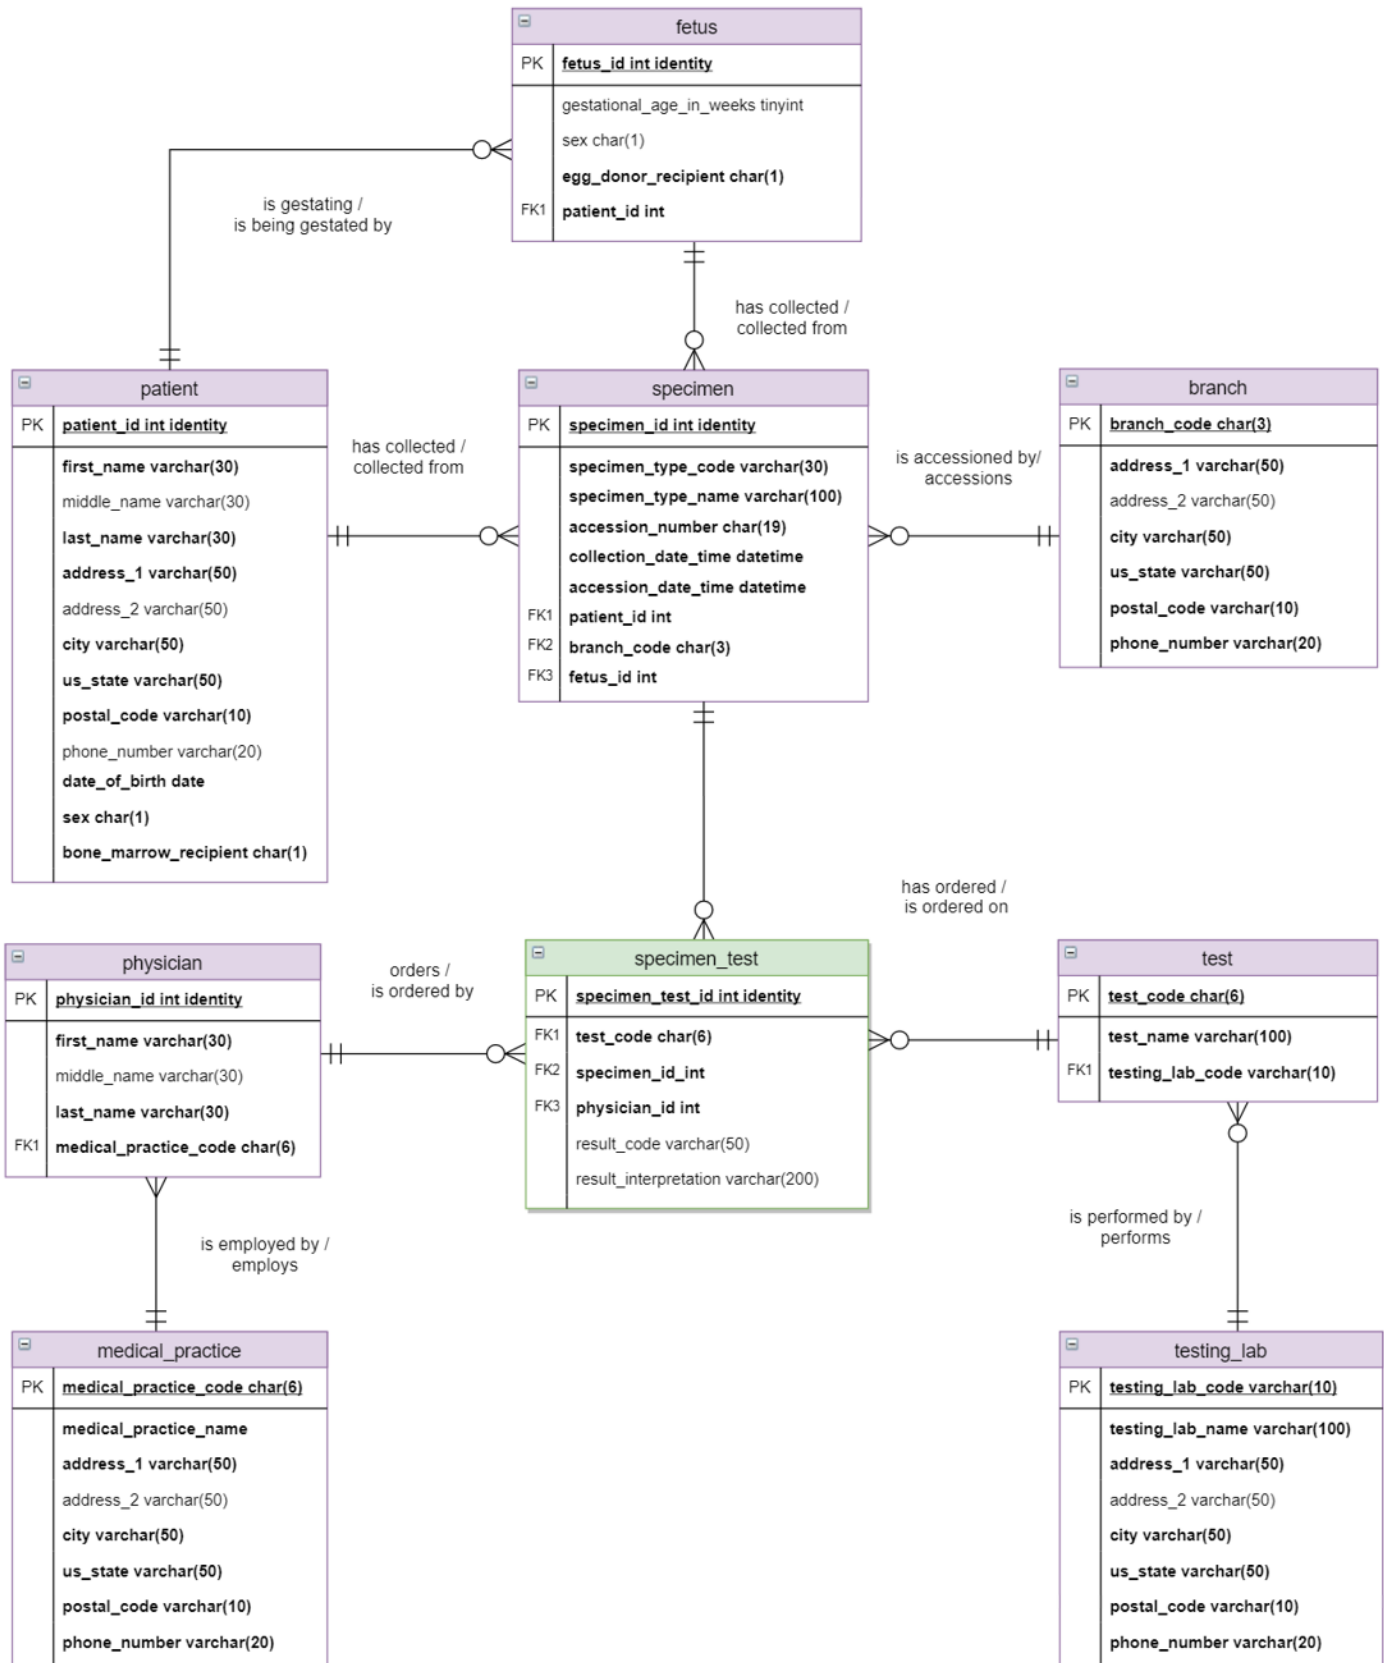 fetus
PK fetus_id int identity
gestational_age_in_weeks tinyint
sex char(1)
egg_donor_recipient char(1)
FK1 patient_id int
is gestating /
is being gestated by
has collected /
collected from
patient
PK patient_id int identity
first_name varchar(30)
middle_name varchar(30)
last_name varchar(30)
address_1 varchar(50)
address_2 varchar(50)
city varchar(50)
us_state varchar(50)
postal_code varchar(10)
phone_number varchar(20)
date_of_birth date
sex char(1)
bone_marrow_recipient char(1)
has collected /
collected from
specimen
PK specimen_id int identity
specimen_type_code varchar(30)
specimen_type_name varchar(100)
accession_number char(19)
collection_date_time datetime
accession_date_time datetime
FK1 patient_id int
FK2 branch_code char(3)
FK3 fetus_id int
is accessioned by/
accessions
branch
PK branch_code char(3)
address_1 varchar(50)
address_2 varchar(50)
city varchar(50)
us_state varchar(50)
postal_code varchar(10)
phone_number varchar(20)
has ordered /
is ordered on
physician
PK physician_id int identity
first_name varchar(30)
middle_name varchar(30)
last_name varchar(30)
FK1 medical_practice_code char(6)
orders /
is ordered by
specimen_test
PK specimen_test_id int identity
FK1 test_code char(6)
FK2 specimen_id_int
FK3 physician_id int
result_code varchar(50)
result_interpretation varchar(200)
test
PK test_code char(6)
test_name varchar(100)
FK1 testing_lab_code varchar(10)
is employed by /
employs
is performed by /
performs
medical_practice
PK medical_practice_code char(6)
medical_practice_name
address_1 varchar(50)
address_2 varchar(50)
city varchar(50)
us_state varchar(50)
postal_code varchar(10)
phone_number varchar(20)
testing_lab
PK testing_lab_code varchar(10)
testing_lab_name varchar(100)
address_1 varchar(50)
address_2 varchar(50)
city varchar(50)
us_state varchar(50)
postal_code varchar(10)
phone_number varchar(20)